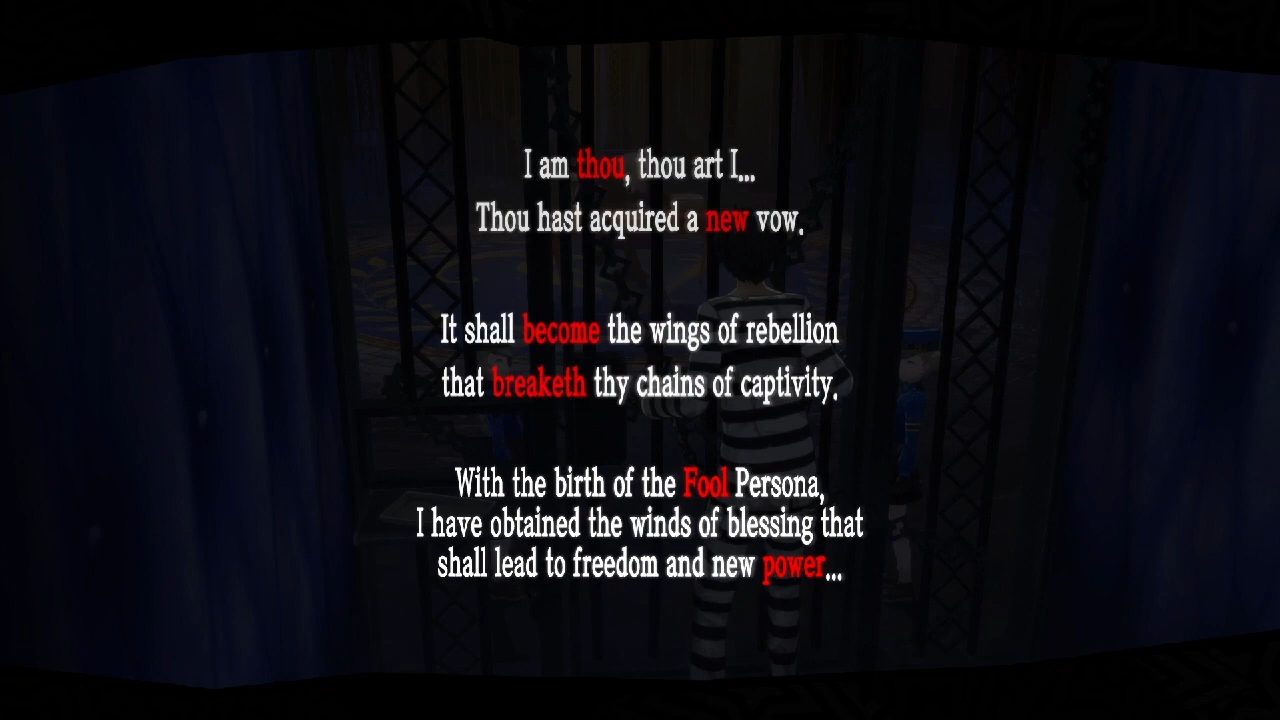 I am thou, thou art I...
Thou hast acquired a new vow.
It shall become the wings of rebellion
that breaketh thy chains of captivity.
With the birth of the Fool Persona,
I have obtained the winds of blessing that
shall lead to freedom and new power...